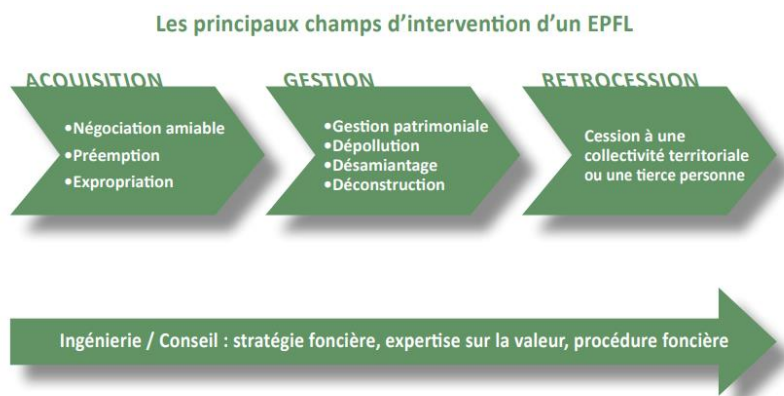 Les principaux champs d'intervention d'un EPFL
ACQUISITION
•Négociation amiable
•Préemption
•Expropriation
GESTION
•Gestion patrimoniale
•Dépollution
•Désamiantage
•Déconstruction
RETROCESSION
Cession à une
collectivité territoriale
ou une tierce personne
Ingénierie / Conseil : stratégie foncière, expertise sur la valeur, procédure foncière